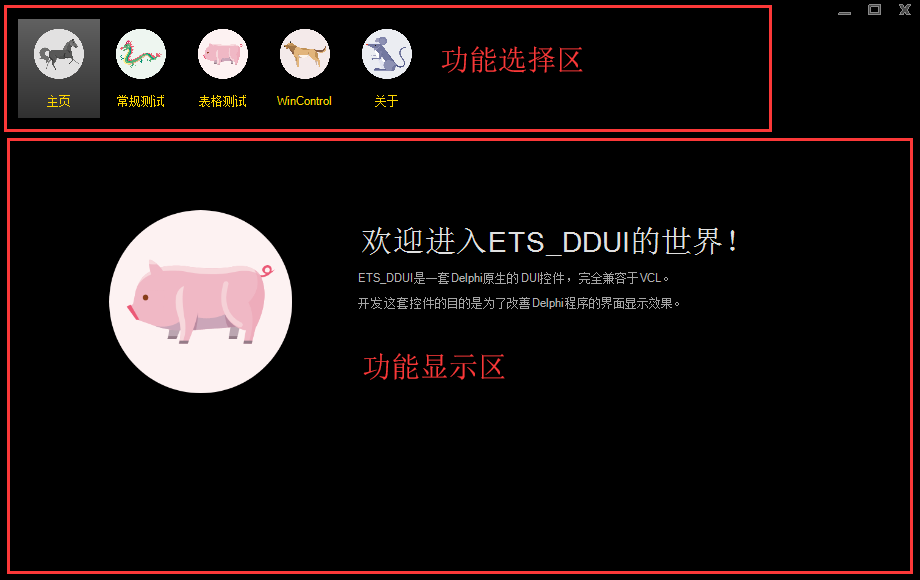 功能选择区
主页 常规测试 表格测试 WinControl 关于
欢迎进入ETS_DDUI的世界！
ETS_DDUI是一套Delphi原生的DUI控件，完全兼容于VCL。
开发这套控件的目的是为了改善Delphi程序的界面显示效果。
功能显示区